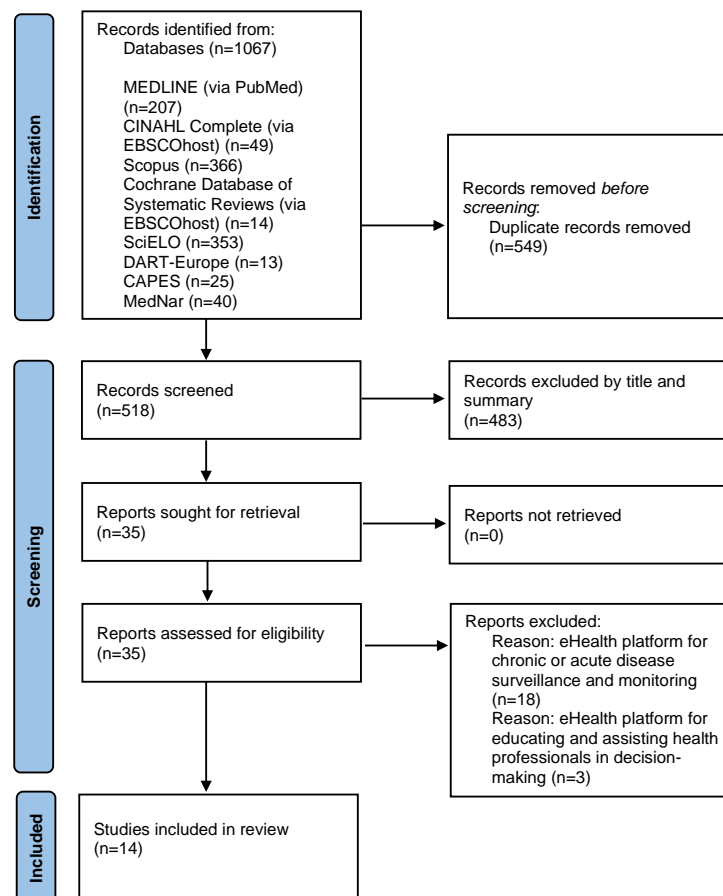 Identification
Records identified from:
Databases (n=1067)
MEDLINE (via PubMed)
(n=207)
CINAHL Complete (via
EBSCOhost) (n=49)
Scopus (n=366)
Cochrane Database of
Systematic Reviews (via
EBSCOhost) (n=14)
SciELO (n=353)
DART-Europe (n=13)
CAPES (n=25)
MedNar (n=40)
Records removed before
screening:
Duplicate records removed
(n=549)
Screening
Records screened
(n=518)
Records excluded by title and
summary
(n=483)
Reports sought for retrieval
(n=35)
Reports not retrieved
(n=0)
Reports assessed for eligibility
(n=35)
Reports excluded:
Reason: eHealth platform for
chronic or acute disease
surveillance and monitoring
(n=18)
Reason: eHealth platform for
educating and assisting health
professionals in decision-
making (n=3)
Included
Studies included in review
(n=14)